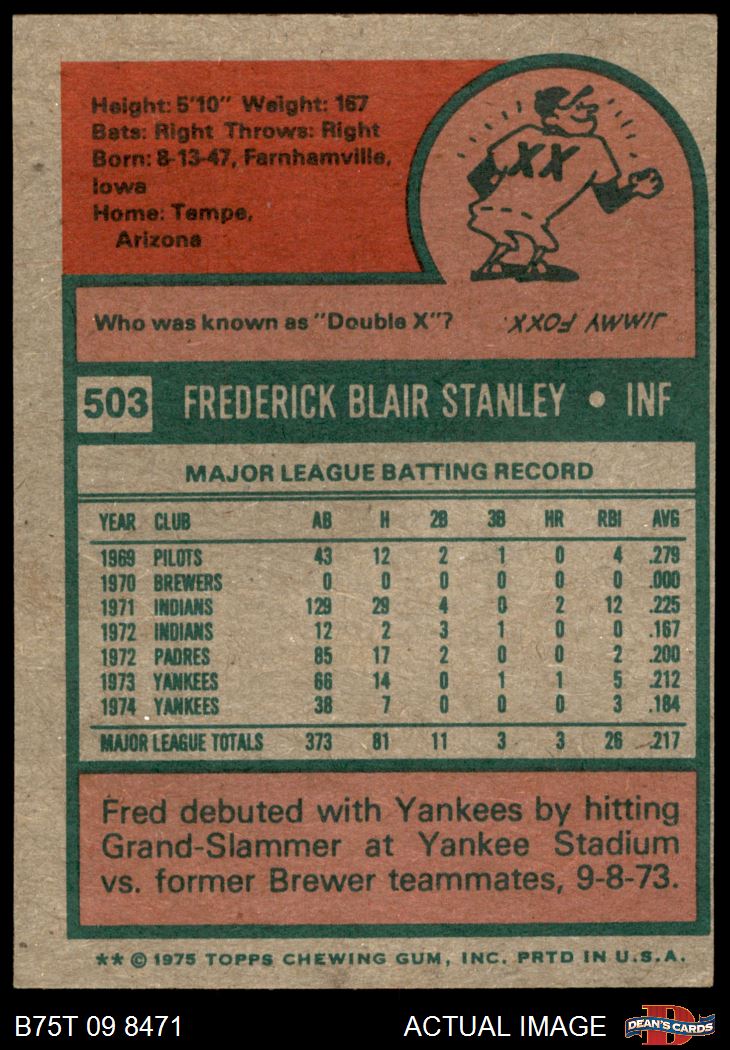 Height: 5'10" Weight: 167
Bats: Right Throws: Right
Born: 8-13-47, Farnhamville,
Iowa
Home: Tempe,
Arizona
XX
Who was known as "Double X"?
JIMMY FOXX.
503 FREDERICK BLAIR STANLEY • INF
MAJOR LEAGUE BATTING RECORD
YEAR CLUB AB H 2B 3B HR RBI AVG
1969 PILOTS 43 12 2 1 0 4 .279
1970 BREWERS 0 0 0 0 0 0 .000
1971 INDIANS 129 29 4 0 2 12 .225
1972 INDIANS 12 2 3 1 0 0 .167
1972 PADRES 85 17 2 0 0 2 .200
1973 YANKEES 66 14 0 1 1 5 .212
1974 YANKEES 38 7 0 0 0 3 .184
MAJOR LEAGUE TOTALS 373 81 11 3 3 26 .217
Fred debuted with Yankees by hitting
Grand-Slammer at Yankee Stadium
vs. former Brewer teammates, 9-8-73.
** © 1975 TOPPS CHEWING GUM, INC. PRTD IN U.S.A.
B75T 09 8471 ACTUAL IMAGE D DEAN'S CARDS